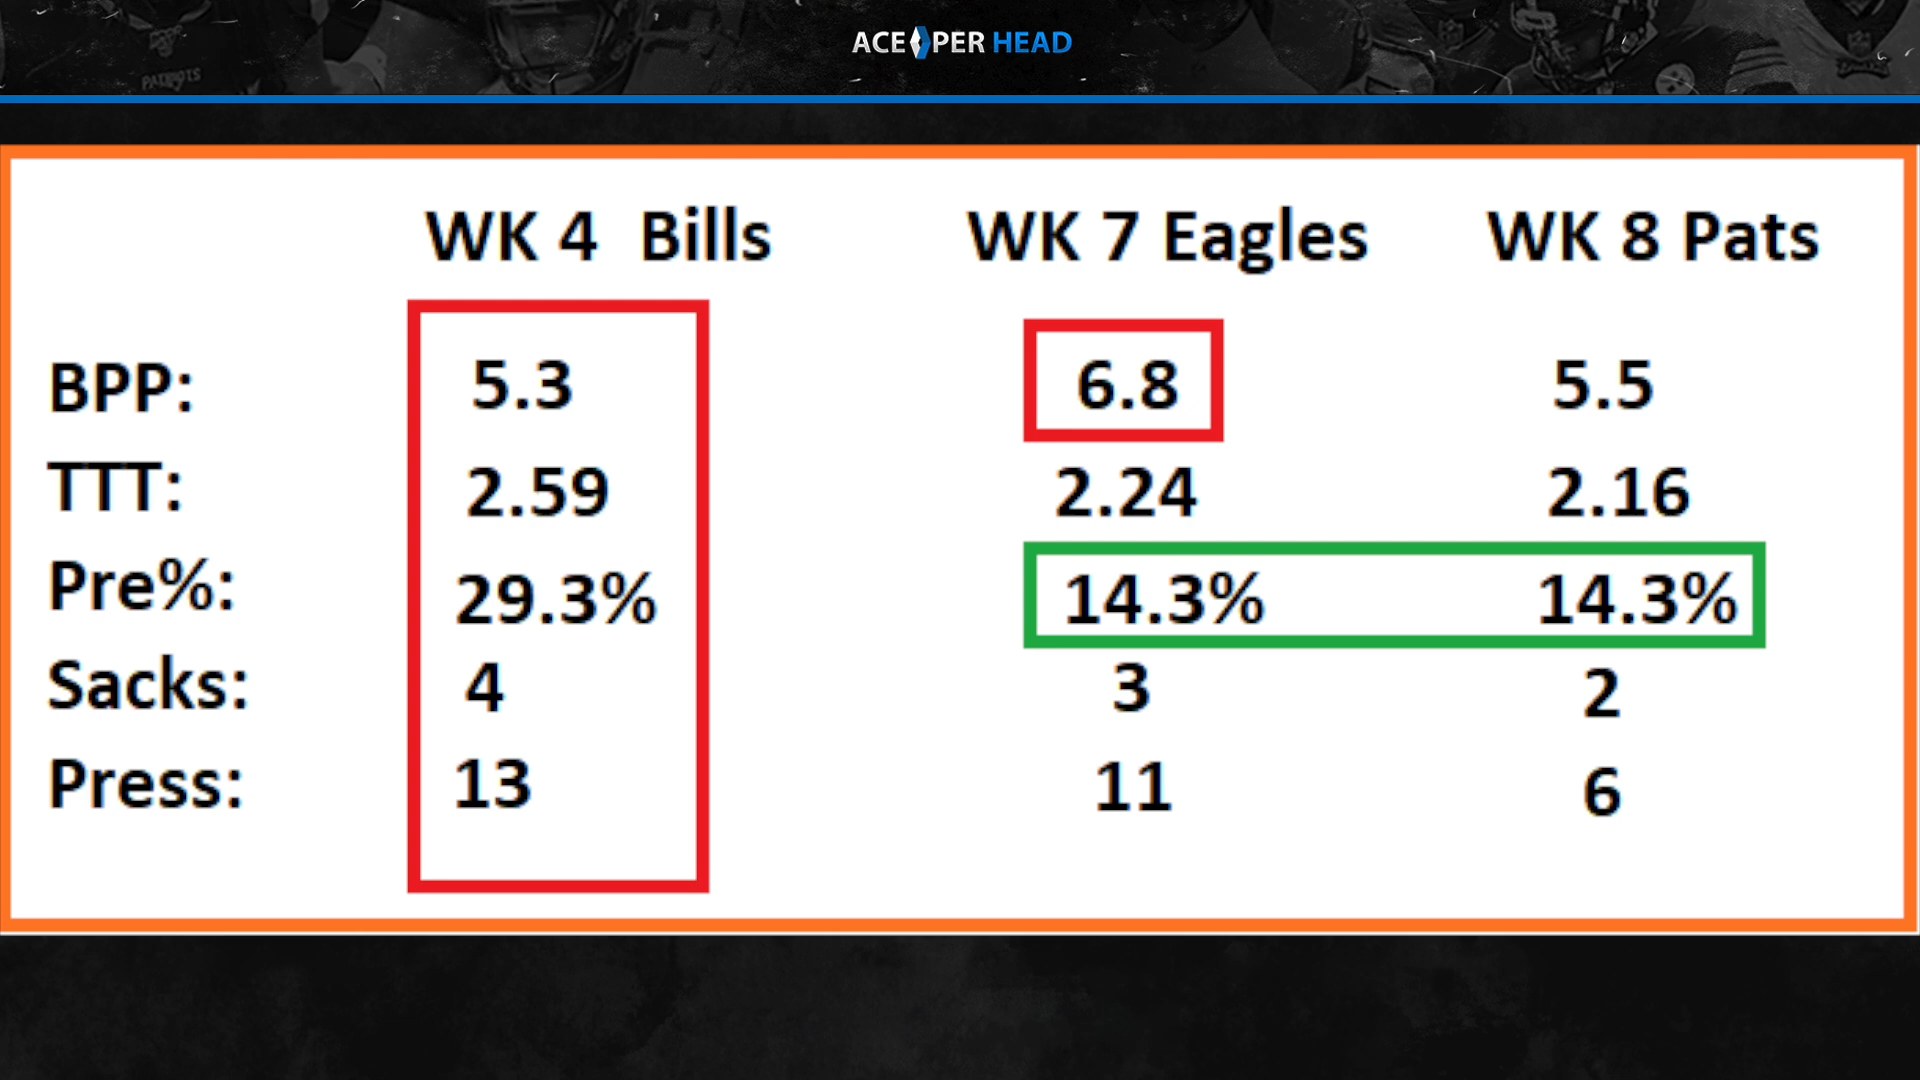 PATRIOTS
ACE PER HEAD
WK 4 Bills WK 7 Eagles WK 8 Pats
BPP: 5.3 6.8 5.5
TTT: 2.59 2.24 2.16
Pre%: 29.3% 14.3% 14.3%
Sacks: 4 3 2
Press: 13 11 6